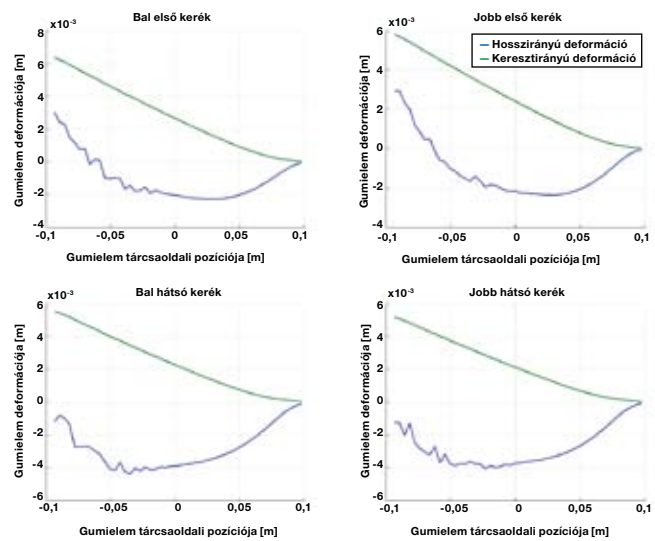 Bal első kerék
x10⁻³
8
6
4
2
0
-2
-4
-0,1 -0,05 0 0,05 0,1
Gumielem deformációja [m]
Gumielem tárcsaoldali pozíciója [m]
Jobb első kerék
x10⁻³
6
4
2
0
-2
-4
-0,1 -0,05 0 0,05 0,1
Gumielem deformációja [m]
Gumielem tárcsaoldali pozíciója [m]
Hosszirányú deformáció
Keresztirányú deformáció
Bal hátsó kerék
x10⁻³
6
4
2
0
-2
-4
-6
-0,1 -0,05 0 0,05 0,1
Gumielem deformációja [m]
Gumielem tárcsaoldali pozíciója [m]
Jobb hátsó kerék
x10⁻³
6
4
2
0
-2
-4
-6
-0,1 -0,05 0 0,05 0,1
Gumielem deformációja [m]
Gumielem tárcsaoldali pozíciója [m]